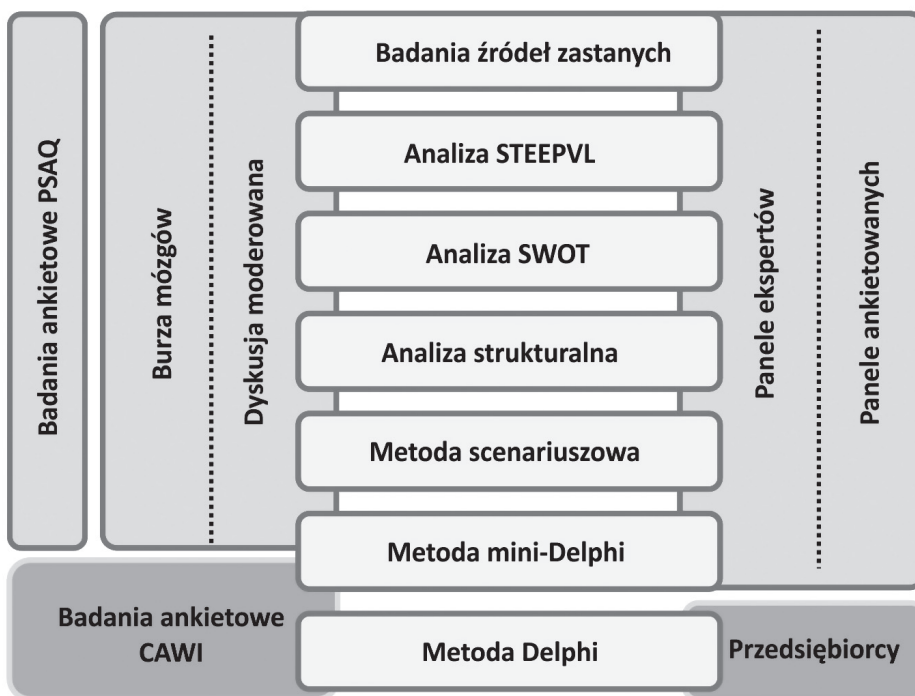 Badania ankietowe PSAQ
Burza mózgów
Dyskusja moderowana
Badania źródeł zastanych
Analiza STEEPVL
Analiza SWOT
Analiza strukturalna
Metoda scenariuszowa
Metoda mini-Delphi
Metoda Delphi
Panele ekspertów
Panele ankietowanych
Badania ankietowe
CAWI
Przedsiębiorcy